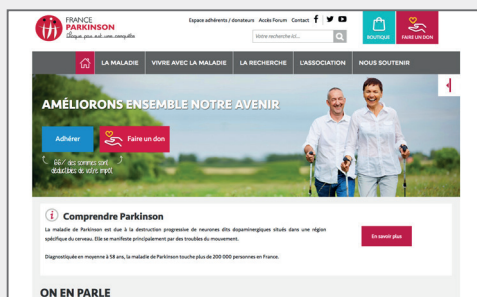 FRANCE
PARKINSON
Chaque pas est une conquête
Espace adhérents / donateurs Accès Forum Contact
Votre recherche ici...
BOUTIQUE
FAIRE UN DON
LA MALADIE
VIVRE AVEC LA MALADIE
LA RECHERCHE
L'ASSOCIATION
NOUS SOUTENIR
AMÉLIORONS ENSEMBLE NOTRE AVENIR
Adhérer
Faire un don
66% des sommes sont
déductibles de votre impôt
Comprendre Parkinson
La maladie de Parkinson est due à la destruction progressive de neurones dits dopaminergiques situés dans une région
spécifique du cerveau. Elle se manifeste principalement par des troubles du mouvement.
Diagnostiquée en moyenne à 58 ans, la maladie de Parkinson touche plus de 200 000 personnes en France.
En savoir plus
ON EN PARLE